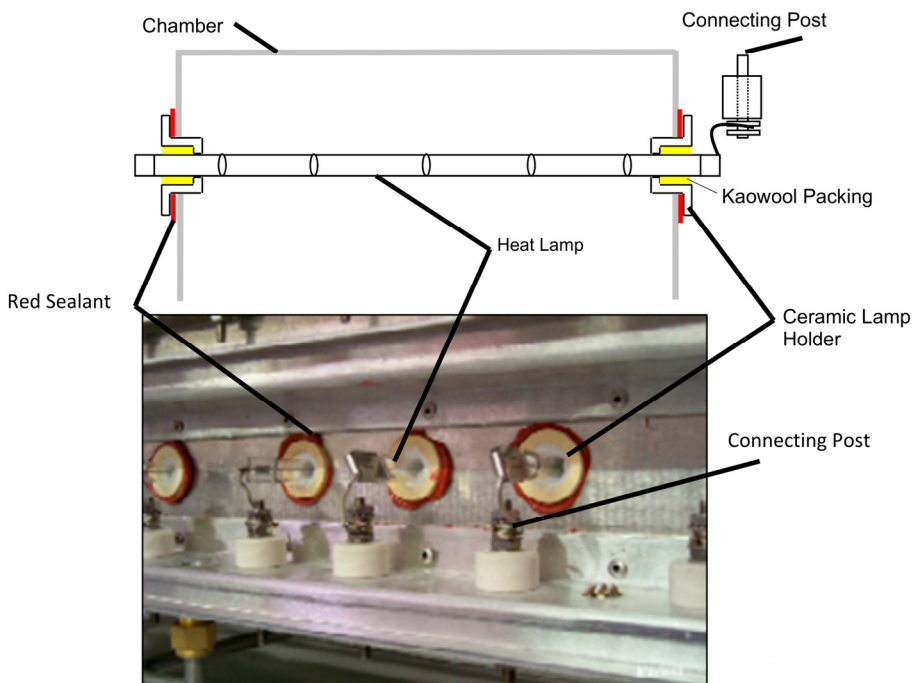 Chamber
Connecting Post
Kaowool Packing
Heat Lamp
Red Sealant
Ceramic Lamp
Holder
Connecting Post